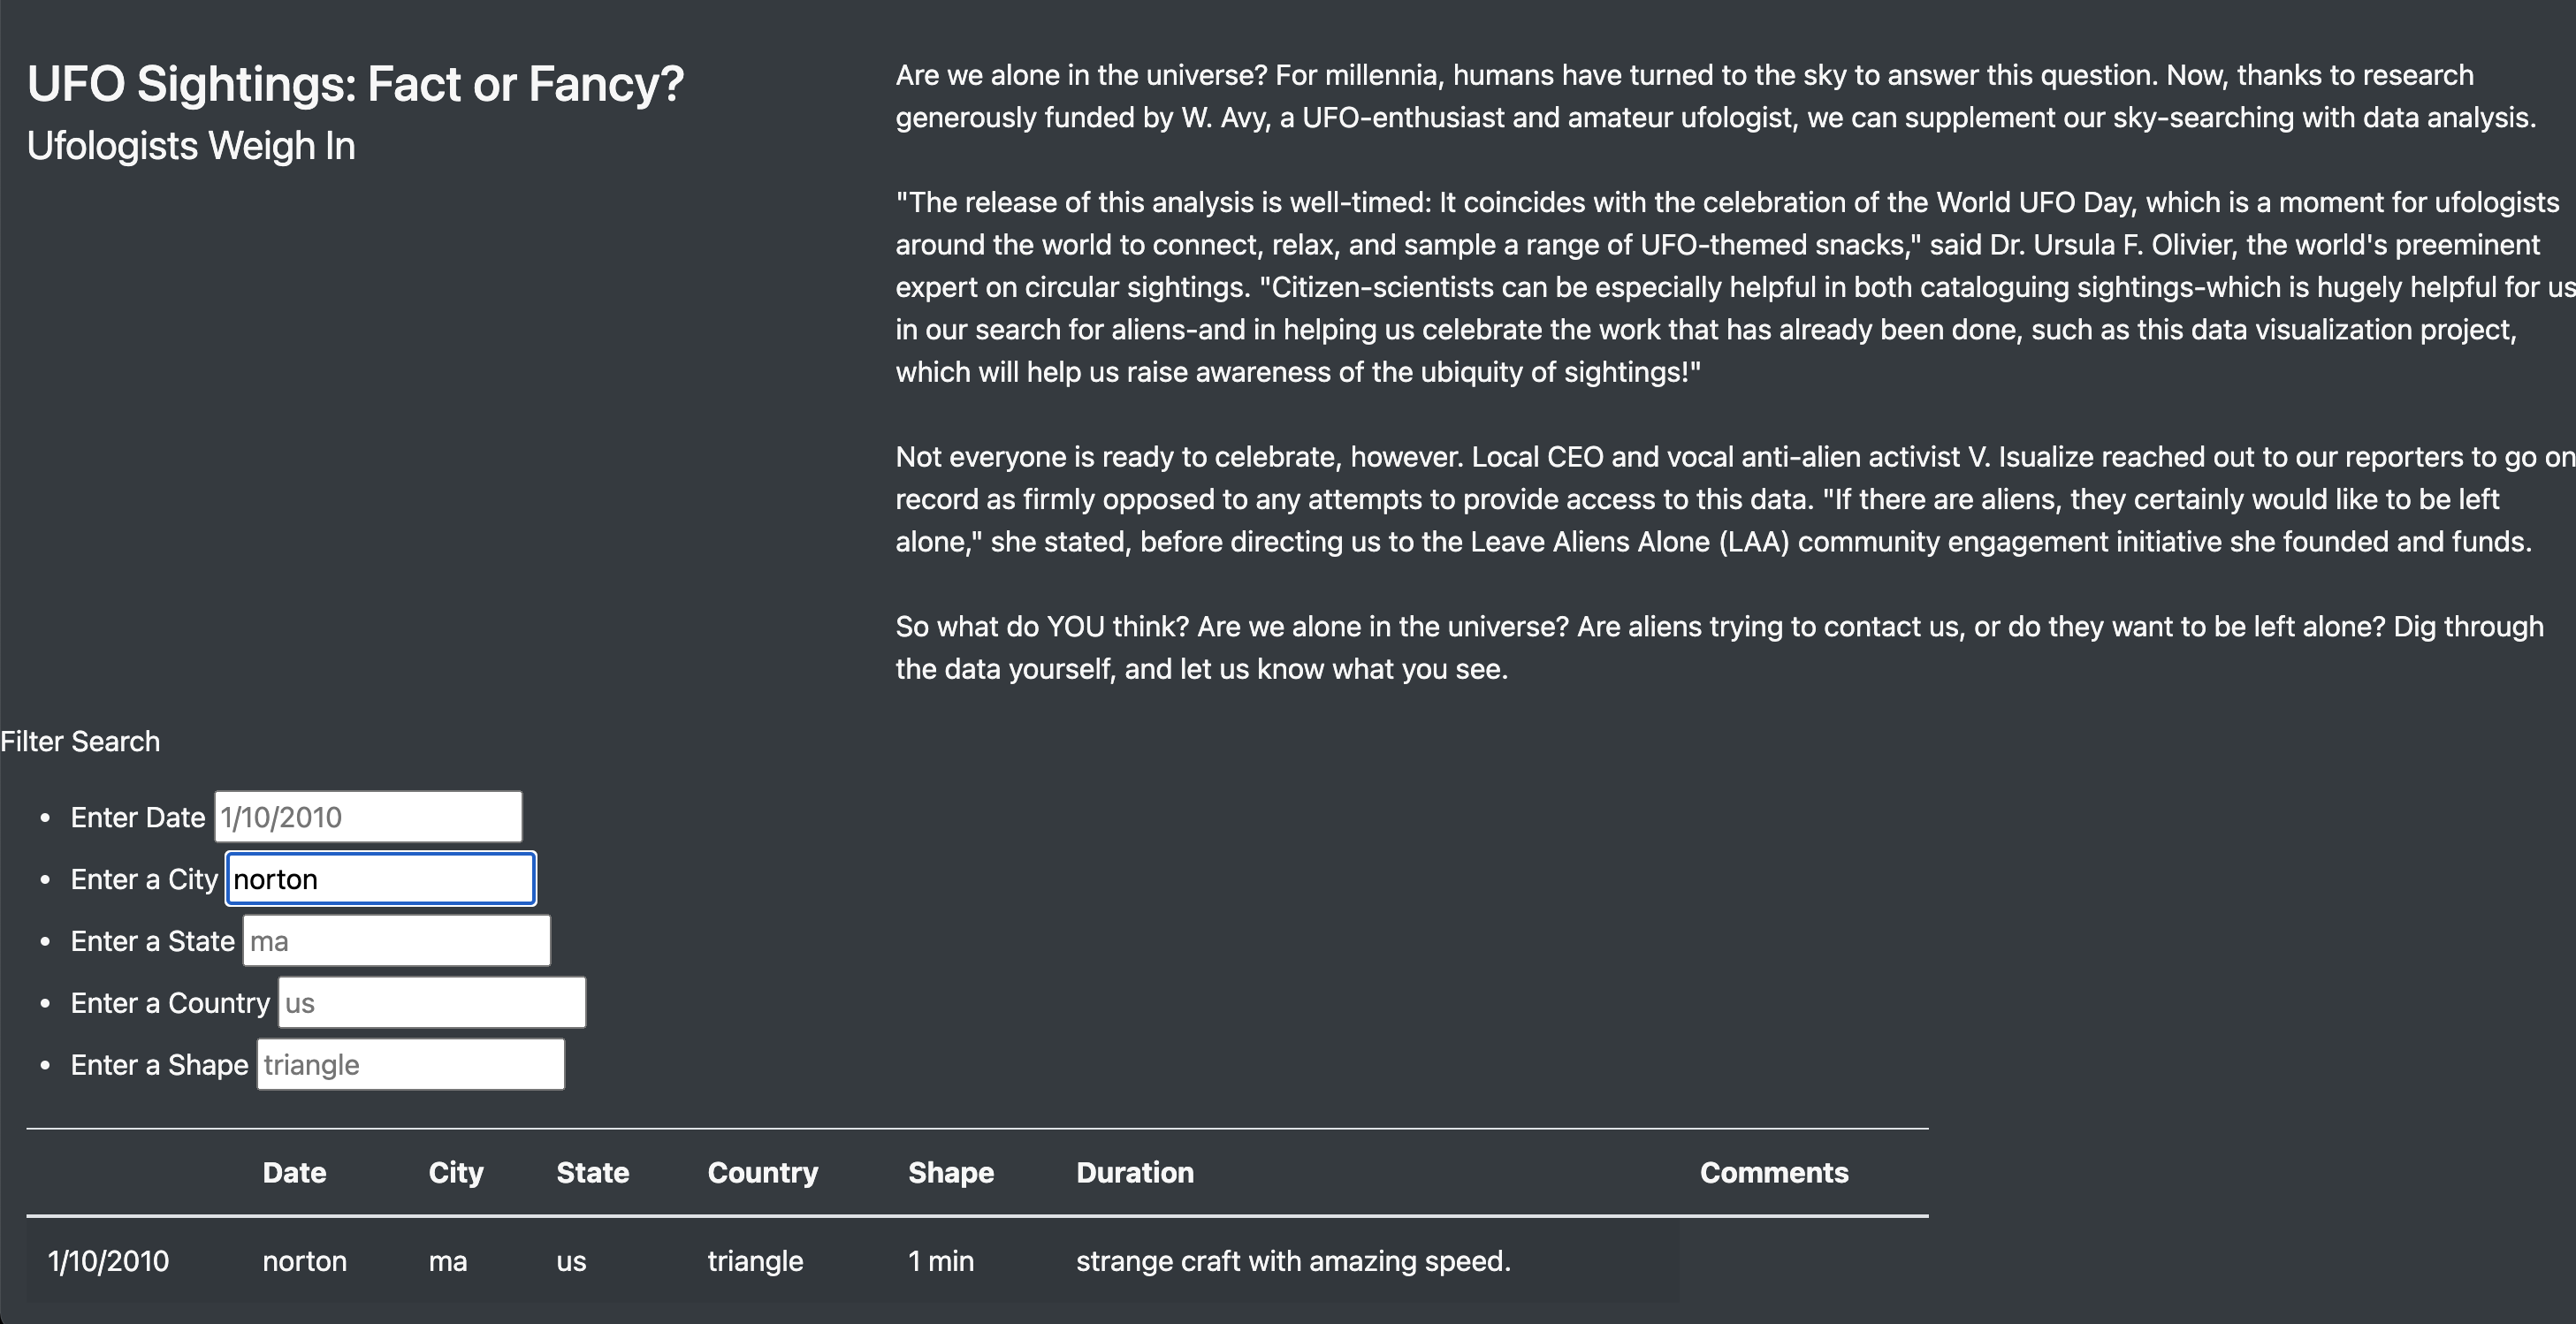 UFO Sightings: Fact or Fancy?
Ufologists Weigh In
Are we alone in the universe? For millennia, humans have turned to the sky to answer this question. Now, thanks to research
generously funded by W. Avy, a UFO-enthusiast and amateur ufologist, we can supplement our sky-searching with data analysis.
"The release of this analysis is well-timed: It coincides with the celebration of the World UFO Day, which is a moment for ufologists
around the world to connect, relax, and sample a range of UFO-themed snacks," said Dr. Ursula F. Olivier, the world's preeminent
expert on circular sightings. "Citizen-scientists can be especially helpful in both cataloguing sightings-which is hugely helpful for us
in our search for aliens-and in helping us celebrate the work that has already been done, such as this data visualization project,
which will help us raise awareness of the ubiquity of sightings!"
Not everyone is ready to celebrate, however. Local CEO and vocal anti-alien activist V. Isualize reached out to our reporters to go on
record as firmly opposed to any attempts to provide access to this data. "If there are aliens, they certainly would like to be left
alone," she stated, before directing us to the Leave Aliens Alone (LAA) community engagement initiative she founded and funds.
So what do YOU think? Are we alone in the universe? Are aliens trying to contact us, or do they want to be left alone? Dig through
the data yourself, and let us know what you see.
Filter Search
• Enter Date 1/10/2010
• Enter a City norton
• Enter a State ma
• Enter a Country us
• Enter a Shape triangle
Date City State Country Shape Duration Comments
1/10/2010 norton ma us triangle 1 min strange craft with amazing speed.